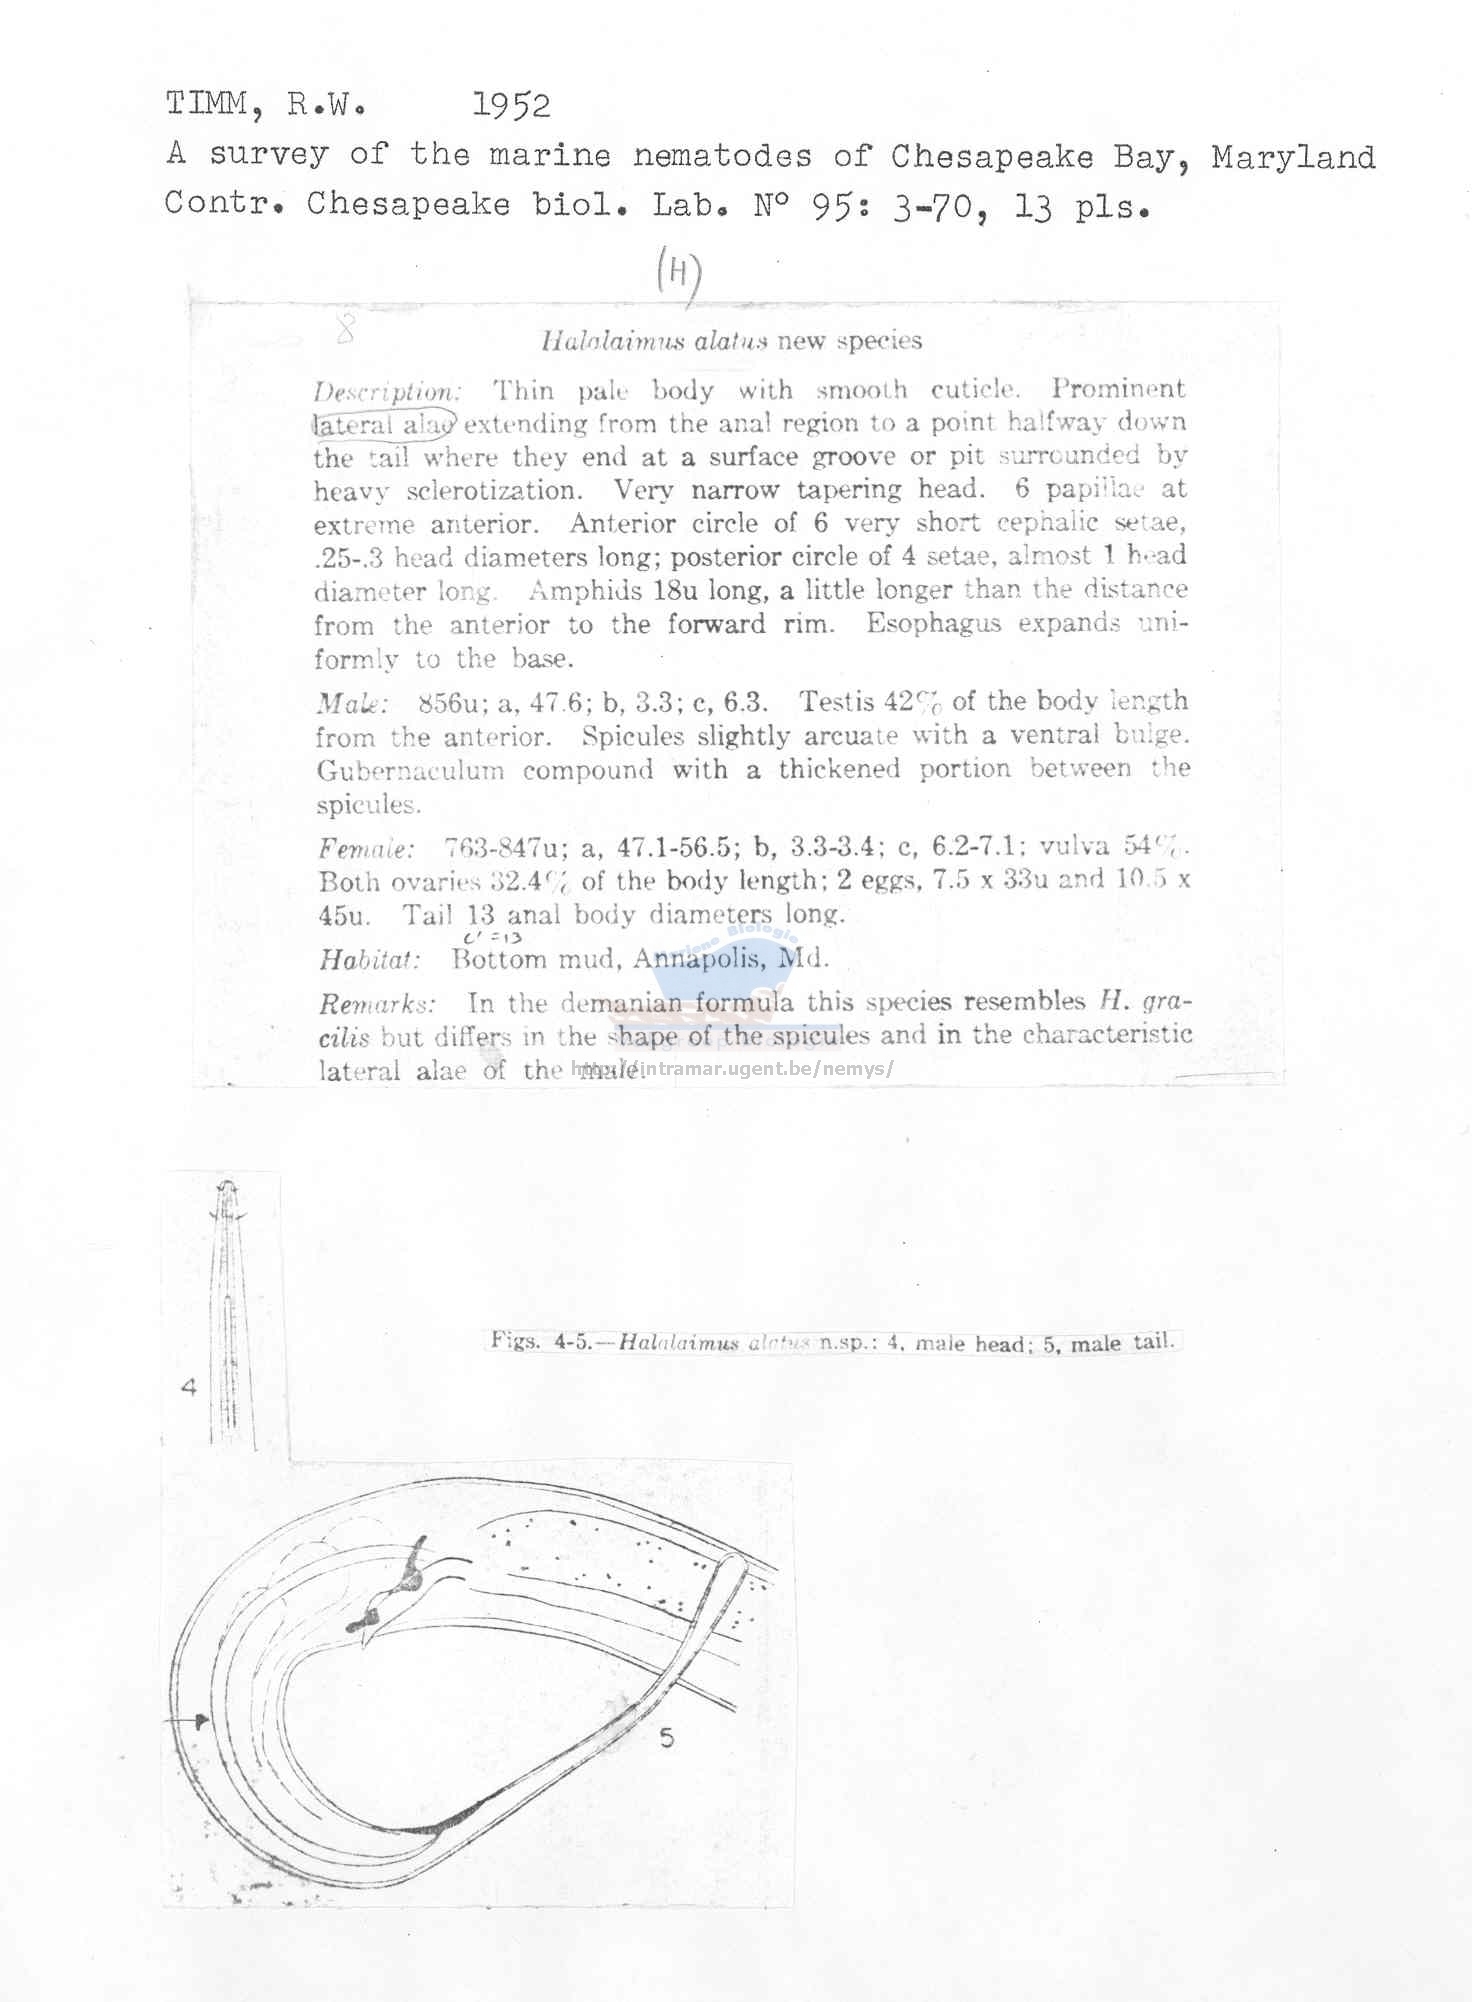 TIMM, R.W. 1952
A survey of the marine nematodes of Chesapeake Bay, Maryland
Contr. Chesapeake biol. Lab. Nº 95: 3-70, 13 pls.
(H)
8
Halalaimus alatus new species
Description: Thin pale body with smooth cuticle. Prominent
lateral alae extending from the anal region to a point halfway down
the tail where they end at a surface groove or pit surrounded by
heavy sclerotization. Very narrow tapering head. 6 papillae at
extreme anterior. Anterior circle of 6 very short cephalic setae,
.25-.3 head diameters long; posterior circle of 4 setae, almost 1 head
diameter long. Amphids 18u long, a little longer than the distance
from the anterior to the forward rim. Esophagus expands uni-
formly to the base.
Male: 856u; a, 47.6; b, 3.3; c, 6.3. Testis 42% of the body length
from the anterior. Spicules slightly arcuate with a ventral bulge.
Gubernaculum compound with a thickened portion between the
spicules.
Female: 763-847u; a, 47.1-56.5; b, 3.3-3.4; c, 6.2-7.1; vulva 54%.
Both ovaries 32.4% of the body length; 2 eggs, 7.5 x 33u and 10.5 x
45u. Tail 13 anal body diameters long.
c' = 13
Mariene Biologie
Habitat: Bottom mud, Annapolis, Md.
Remarks: In the demanian formula this species resembles H. gra-
cilis but differs in the shape of the spicules and in the characteristic
lateral alae of the male.
http://intramar.ugent.be/nemys/
Figs. 4-5.—Halalaimus alatus n.sp.: 4, male head; 5, male tail.
4
5